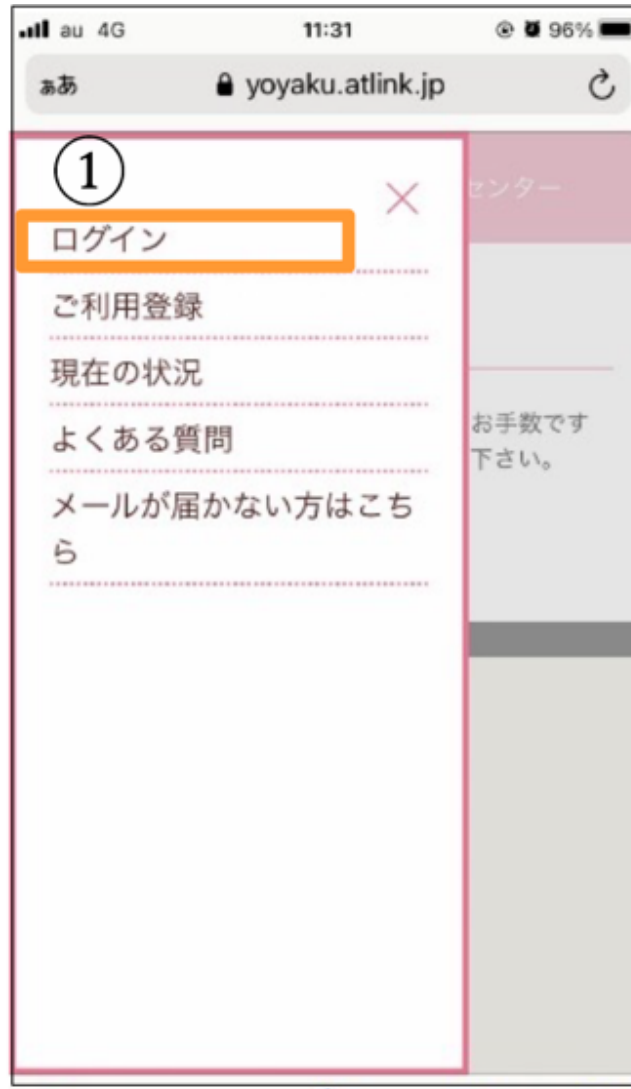 au 4G 11:31 96%
ぁあ yoyaku.atlink.jp
①
センター
ログイン
ご利用登録
現在の状況
お手数です
よくある質問
下さい。
メールが届かない方はこち
ら